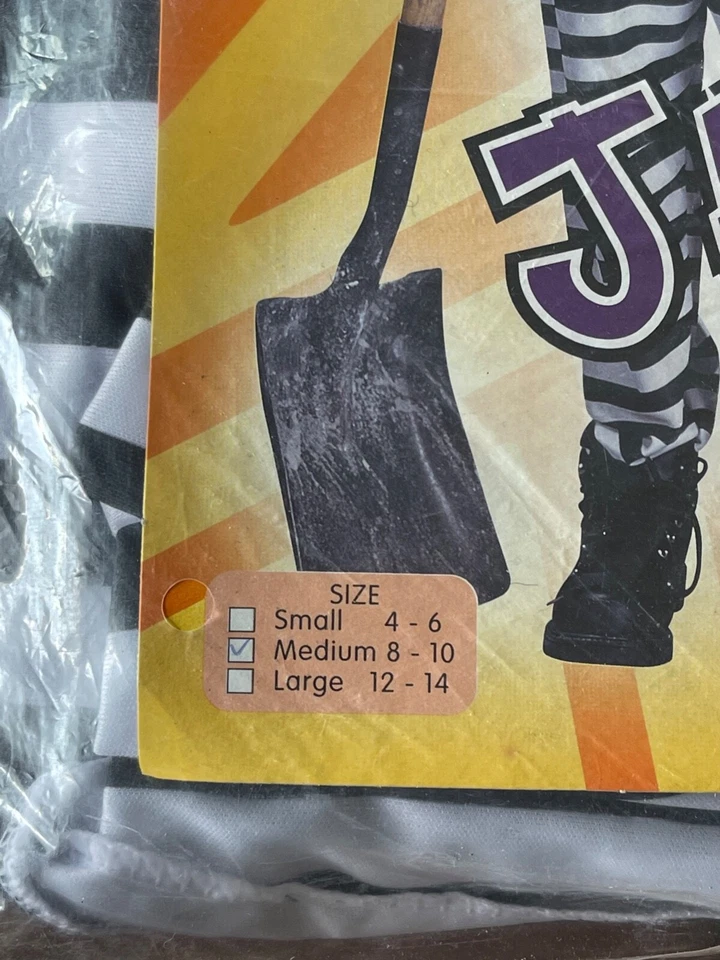 J
SIZE
Small 4 - 6
Medium 8 - 10
Large 12 - 14